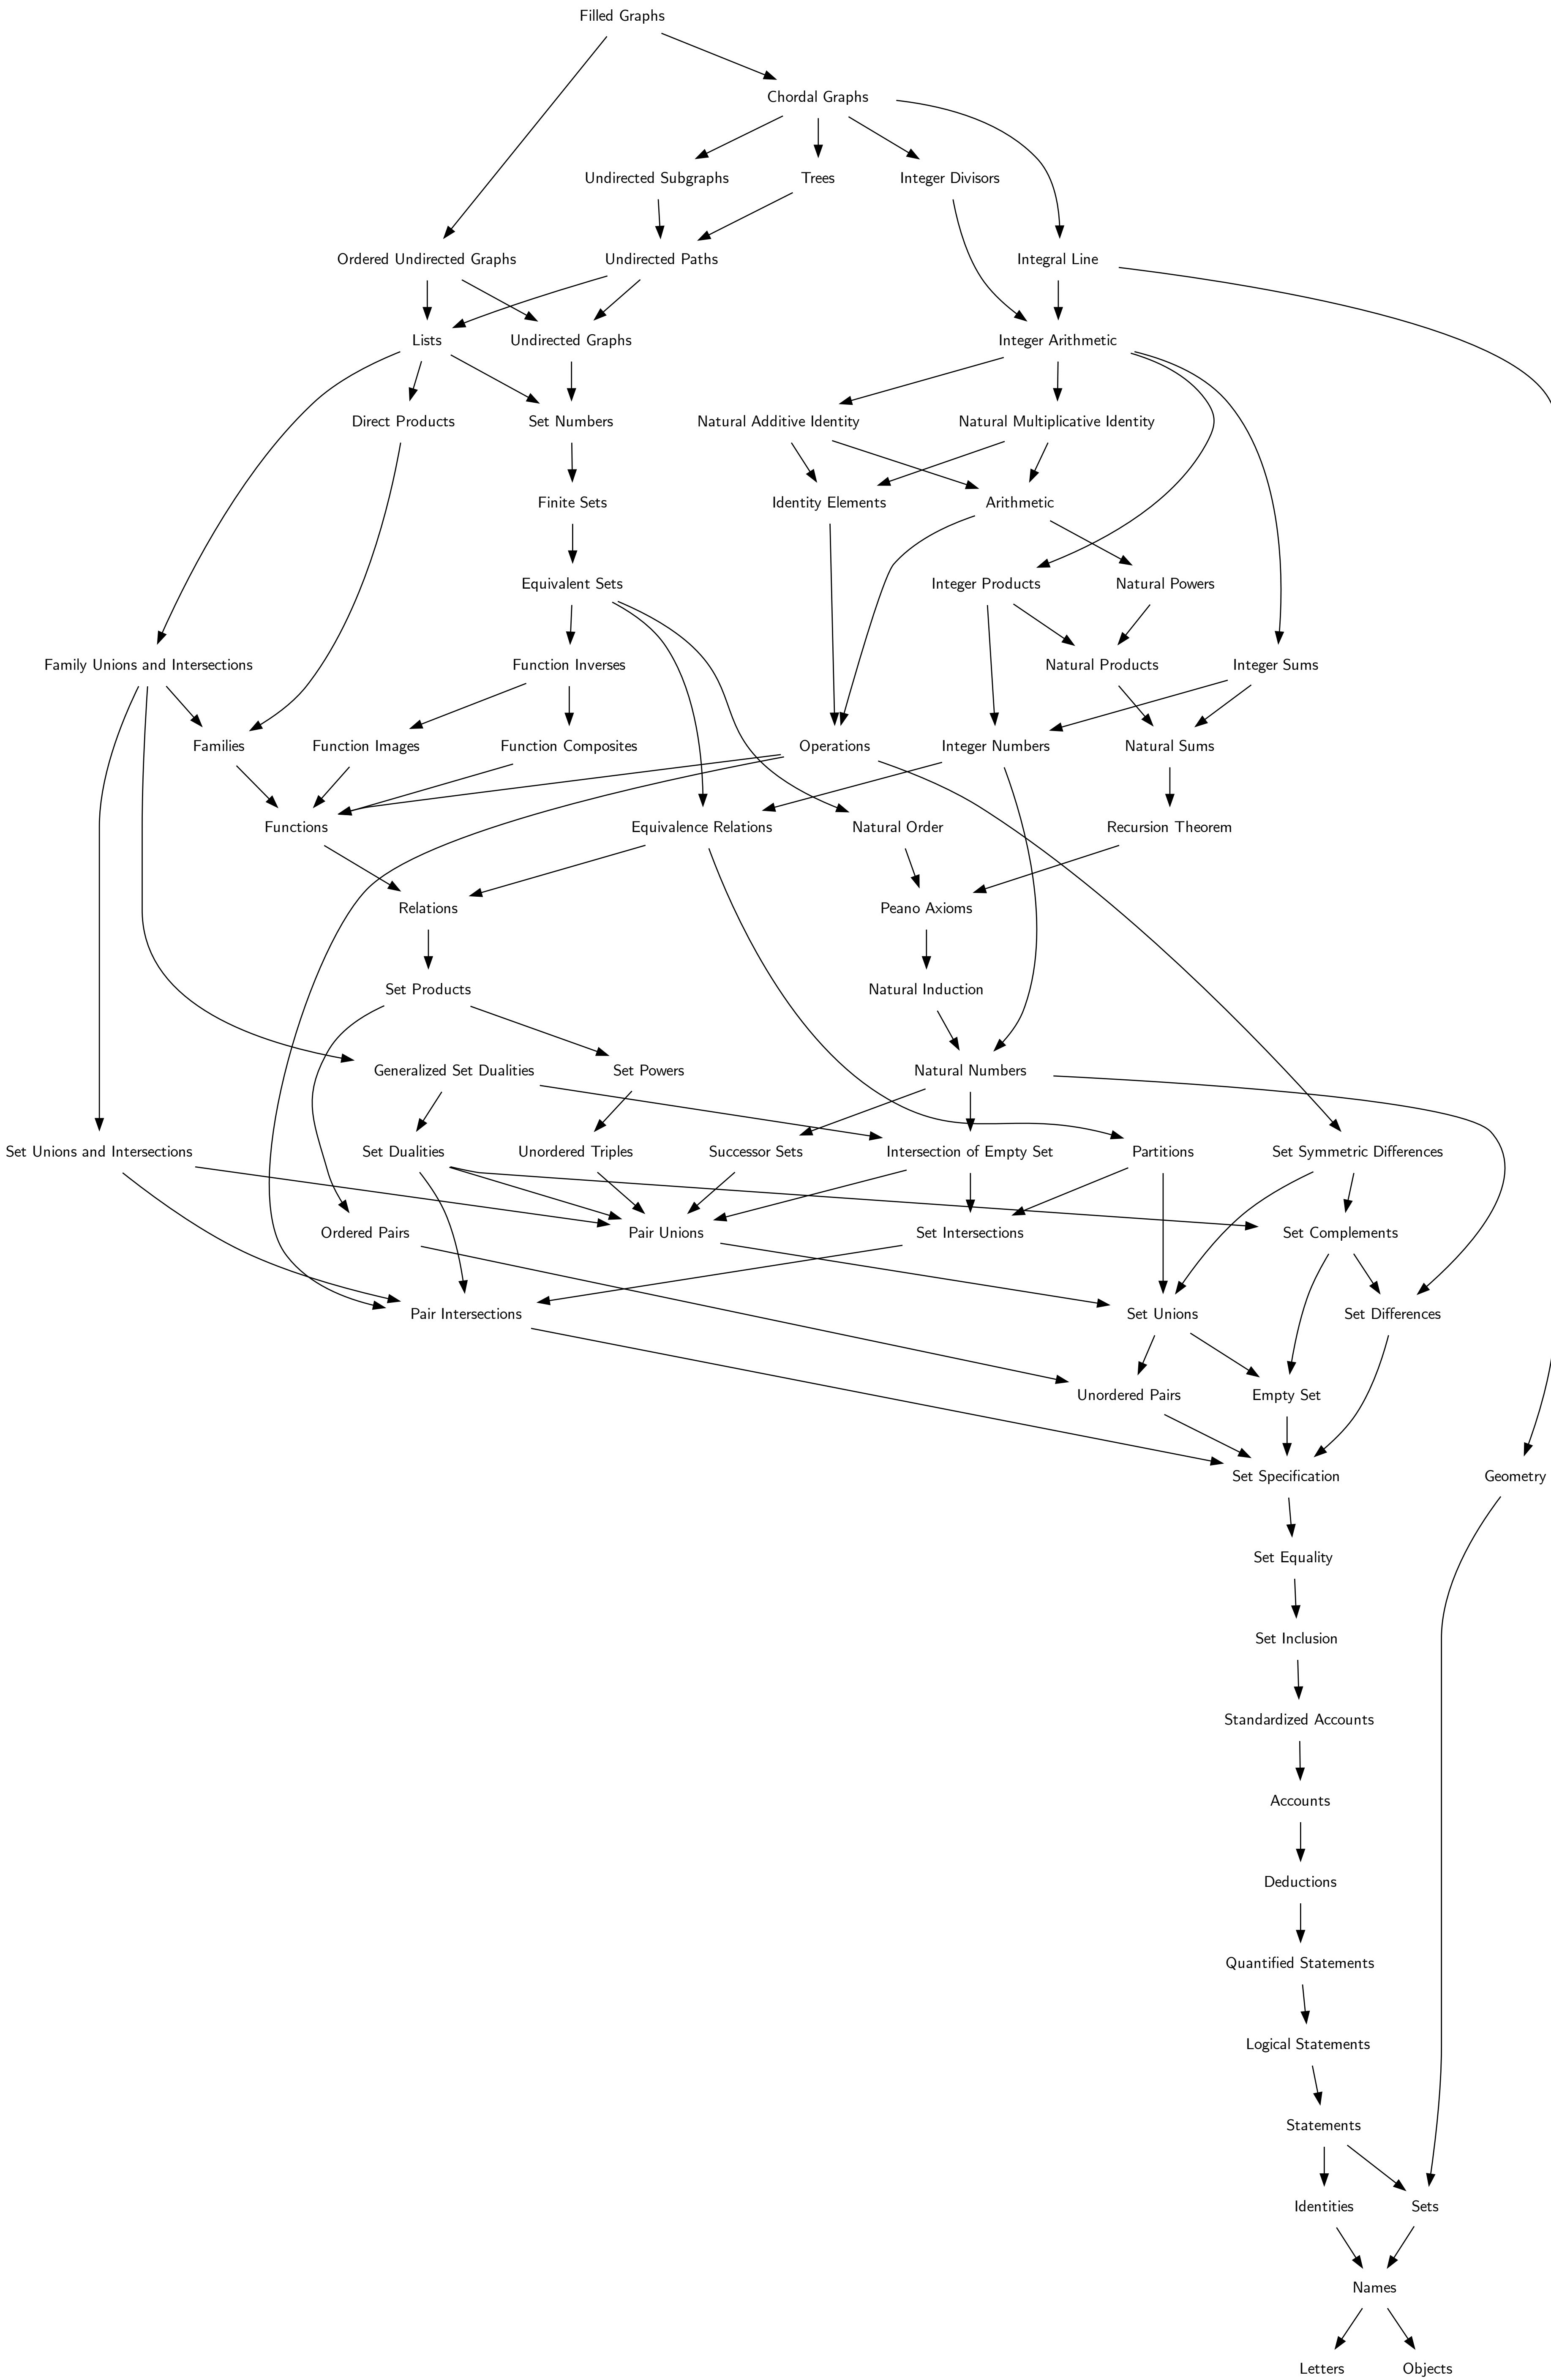 Filled Graphs
Chordal Graphs
Undirected Subgraphs
Trees
Integer Divisors
Ordered Undirected Graphs
Undirected Paths
Integral Line
Lists
Undirected Graphs
Integer Arithmetic
Direct Products
Set Numbers
Natural Additive Identity
Natural Multiplicative Identity
Finite Sets
Identity Elements
Arithmetic
Equivalent Sets
Integer Products
Natural Powers
Family Unions and Intersections
Function Inverses
Natural Products
Integer Sums
Families
Function Images
Function Composites
Operations
Integer Numbers
Natural Sums
Functions
Equivalence Relations
Natural Order
Recursion Theorem
Relations
Peano Axioms
Set Products
Natural Induction
Generalized Set Dualities
Set Powers
Natural Numbers
Set Unions and Intersections
Set Dualities
Unordered Triples
Successor Sets
Intersection of Empty Set
Partitions
Set Symmetric Differences
Ordered Pairs
Pair Unions
Set Intersections
Set Complements
Pair Intersections
Set Unions
Set Differences
Unordered Pairs
Empty Set
Set Specification
Geometry
Set Equality
Set Inclusion
Standardized Accounts
Accounts
Deductions
Quantified Statements
Logical Statements
Statements
Identities
Sets
Names
Letters
Objects